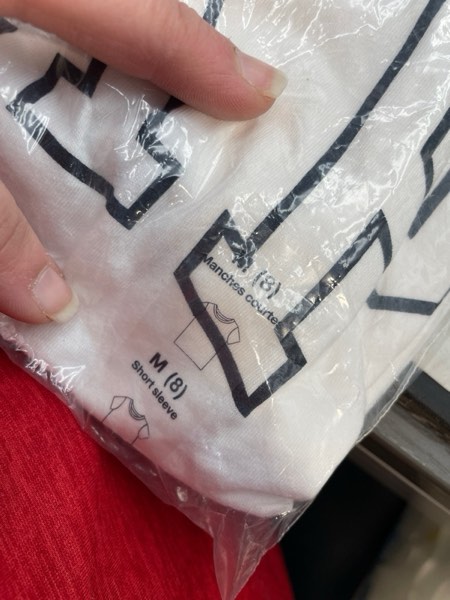 M (8)
Manches courtes
M (8)
Short sleeve